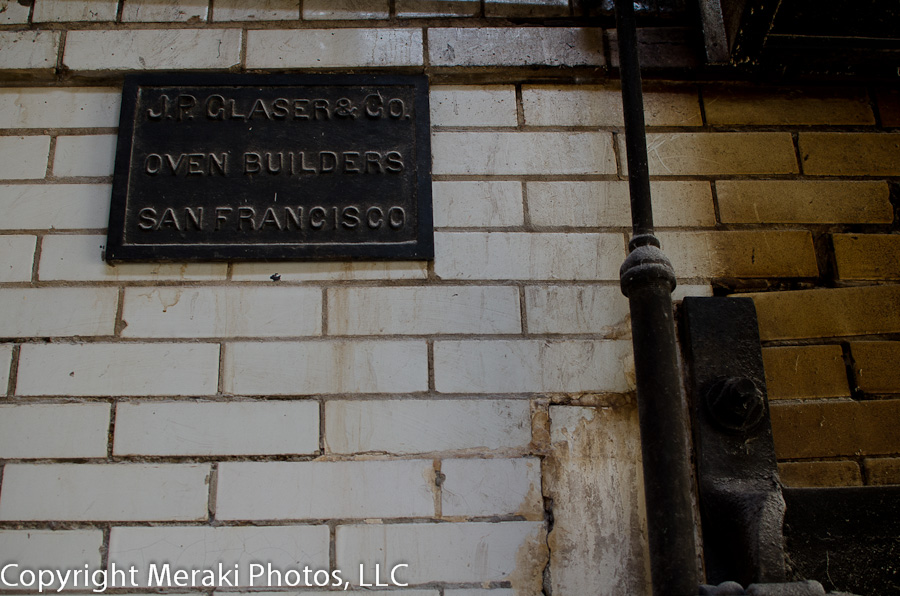 J.P. GLASER & CO.
OVEN BUILDERS
SAN FRANCISCO
Copyright Meraki Photos, LLC